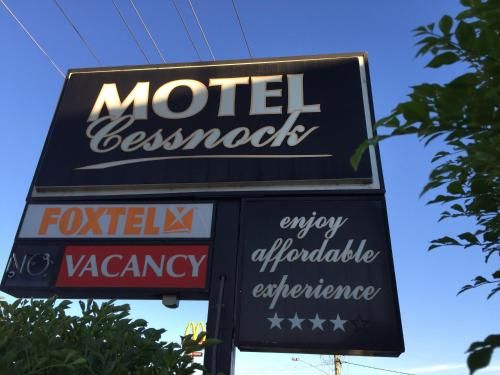 MOTEL
Cessnock
FOXTEL
NO
VACANCY
enjoy
affordable
experience